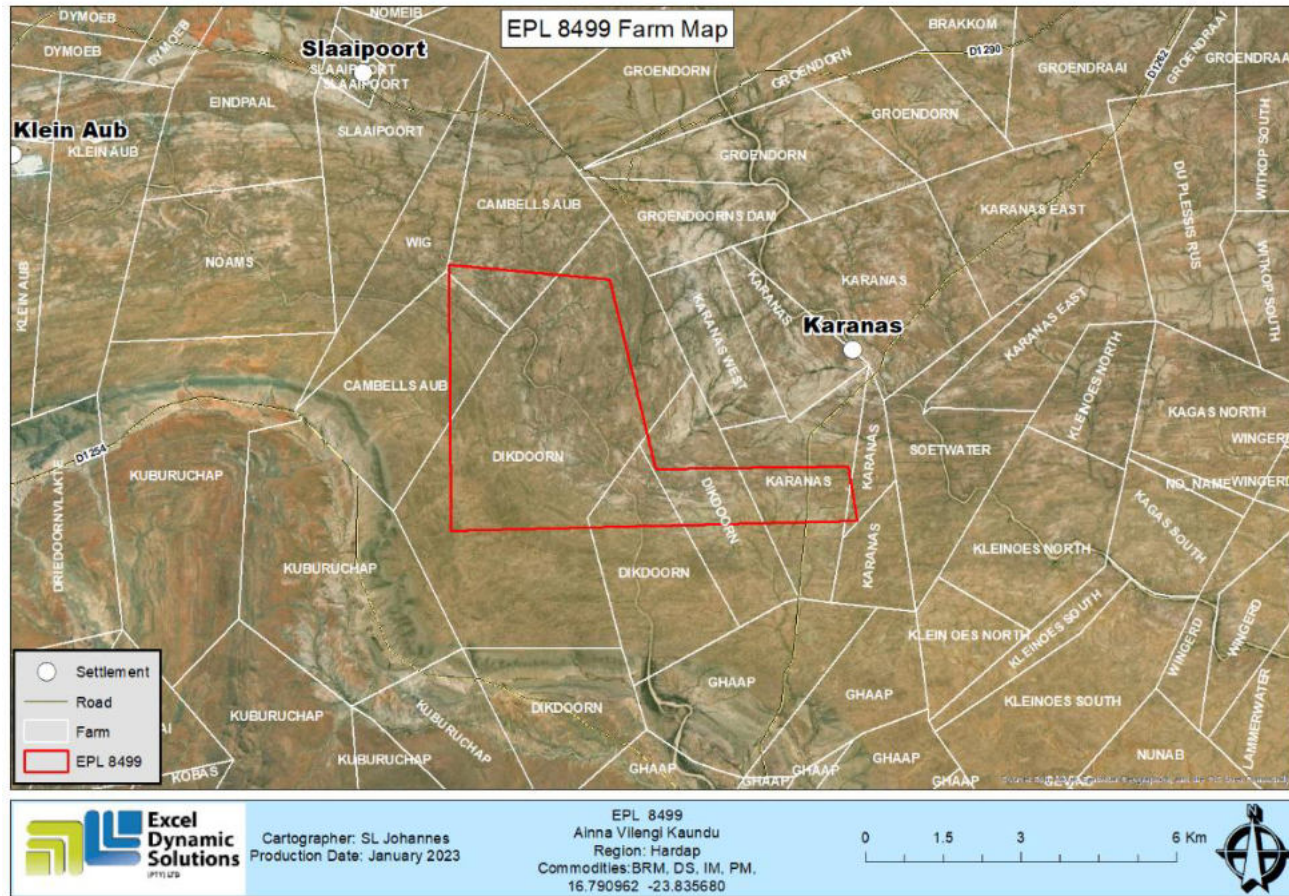 EPL 8499 Farm Map
DYMOEB
NOMEIB
BRAKKOM
GROENDRAAI
DYMOEB
DYMOEB
Slaaipoort
SLAAIPOORT
SLAAIPOORT
GROENDORN
GROENDORN
D1290
GROENDRAAI
D1262
EINDPAAL
SLAAIPOORT
GROENDORN
Klein Aub
KLEIN AUB
GROENDORN
WITKOP SOUTH
DU PLESSIS RUS
CAMBELLS AUB
GROENDOORNS DAM
KARANAS EAST
WIG
NOAMS
KLEIN AUB
KARANAS
KARANAS
WITKOP SOUTH
KARANAS WEST
Karanas
KARANAS EAST
CAMBELLS AUB
KLEINOES NORTH
KAGAS NORTH
D1254
KUBURUCHAP
DIKDOORN
SOETWATER
WINGERD
DRIEDOORNVLAKTE
KARANAS
KARANAS
NO_NAME
WINGERD
DIKDOORN
KAGAS SOUTH
KUBURUCHAP
DIKDOORN
KARANAS
KLEINOES NORTH
KLEIN OES NORTH
KLEINOES SOUTH
WINGERD
WINGERD
GHAAP
GHAAP
KLEINOES SOUTH
LAMMERWATER
KUBURUCHAP
KUBURUCHAP
DIKDOORN
KUBURUCHAP
GHAAP
GHAAP
GHAAP
GHAAP
GHAAP
NUNAB
KOBAS
Settlement
Road
Farm
EPL 8499
Excel
Dynamic
Solutions
(PTY) LTD
Cartographer: SL Johannes
Production Date: January 2023
EPL 8499
Ainna Vilengi Kaundu
Region: Hardap
Commodities:BRM, DS, IM, PM,
16.790962 -23.835680
0 1.5 3 6 Km